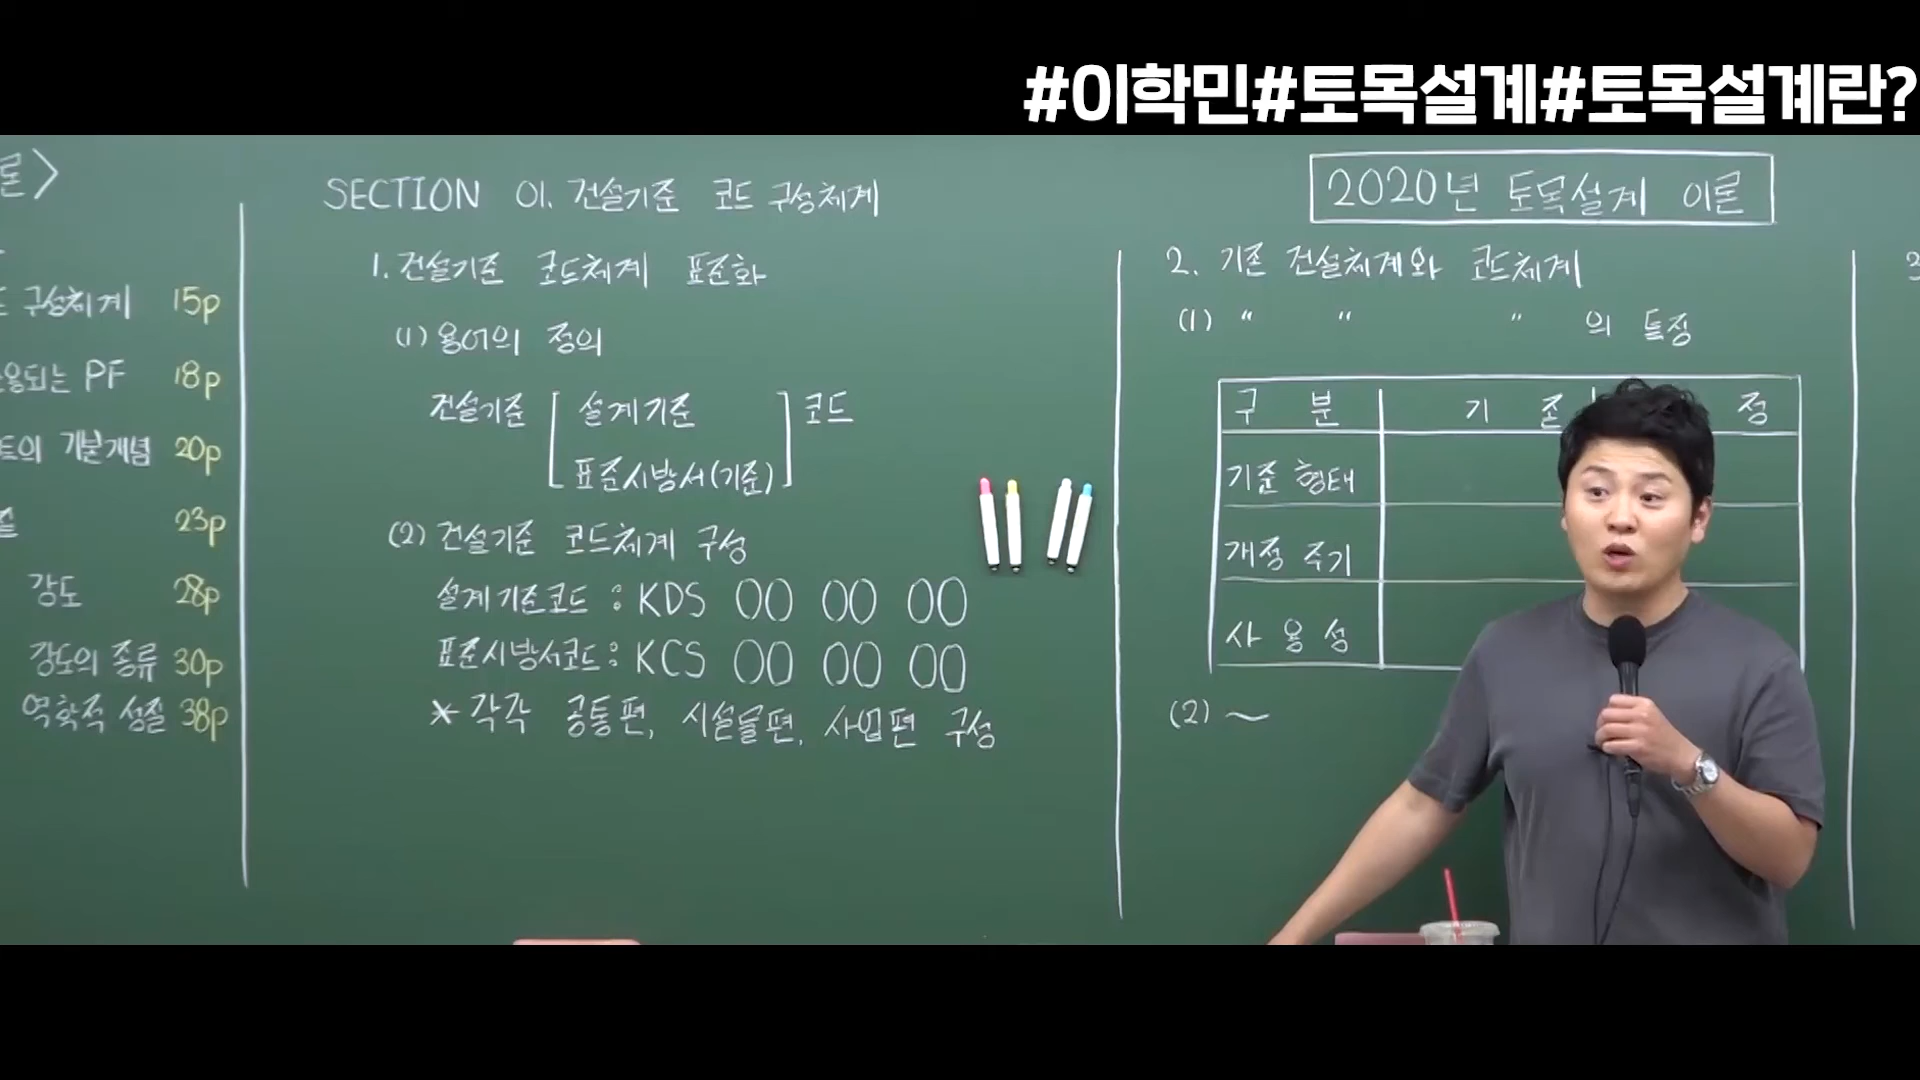 #이학민#토목설계#토목설계란?
론〉
구성체계 15p
용되는 PF 18p
트의 기본개념 20p
23p
강도 28p
강도의 종류 30p
역학적 성질 38p
SECTION 01. 건설기준 코드 구성체계
1. 건설기준 코드체계 표준화
(1) 용어의 정의
건설기준 [ 설계기준 ] 코드
표준시방서(기준)
(2) 건설기준 코드체계 구성
설계기준코드 : KDS 00 00 00
표준시방서코드 : KCS 00 00 00
* 각각 공통편, 시설물편, 사업편 구성
2020년 토목설계 이론
2. 기존 건설체계와 코드체계
(1) " " " 의 특징
구 분 기 존 정
기준 형태
개정 주기
사 용 성
(2) ~